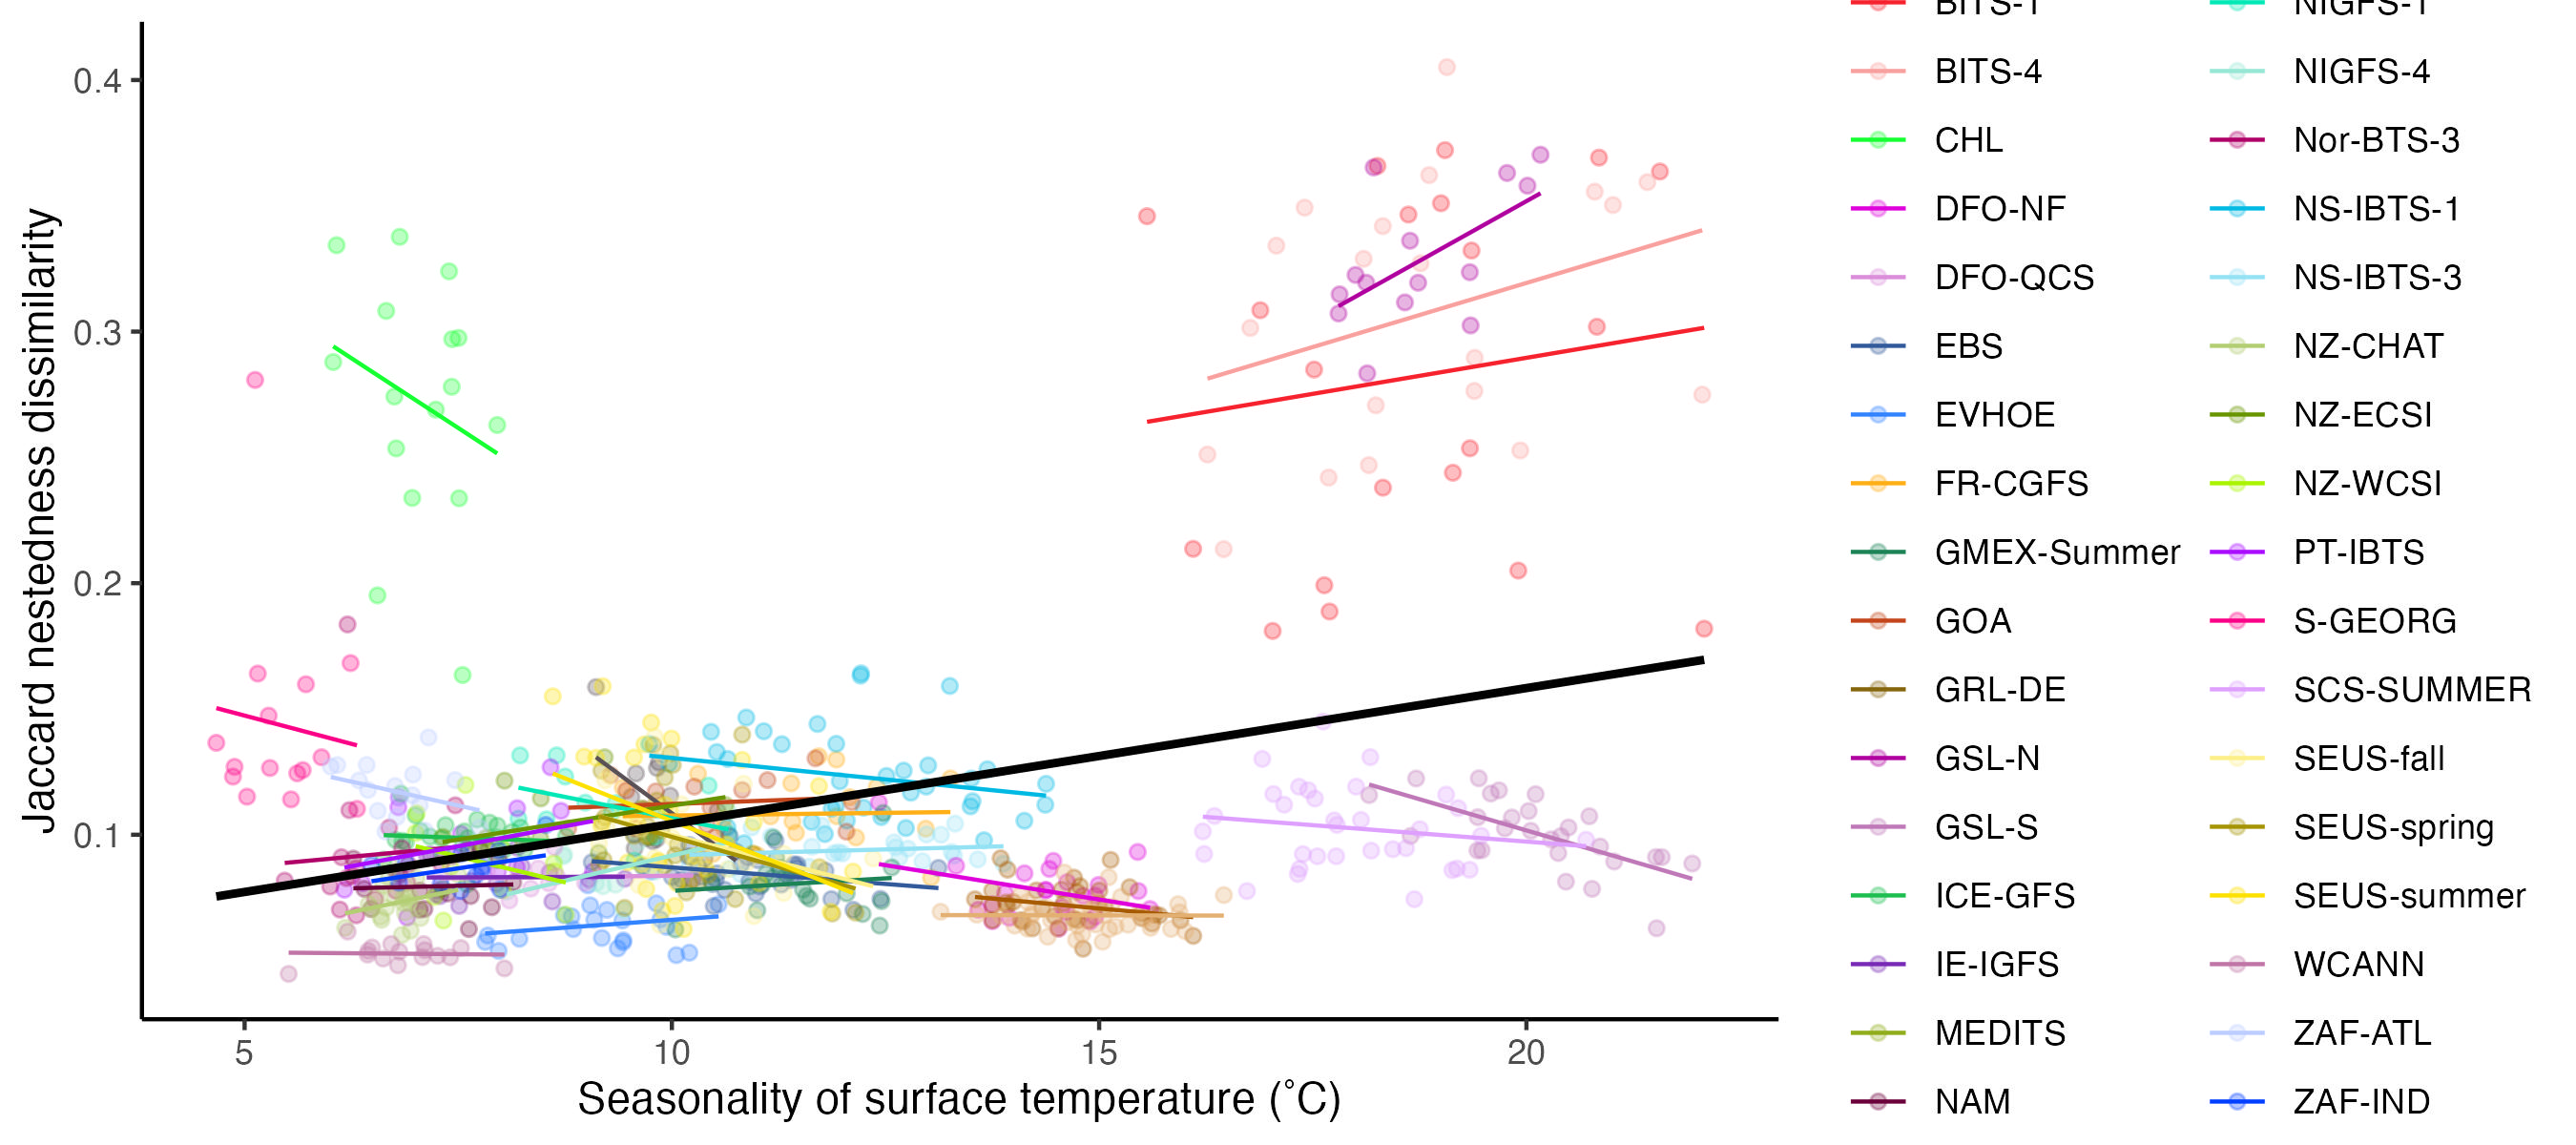 Jaccard nestedness dissimilarity
0.4
0.3
0.2
0.1
5
10
15
20
Seasonality of surface temperature (˚C)
BITS-1
BITS-4
CHL
DFO-NF
DFO-QCS
EBS
EVHOE
FR-CGFS
GMEX-Summer
GOA
GRL-DE
GSL-N
GSL-S
ICE-GFS
IE-IGFS
MEDITS
NAM
NIGFS-1
NIGFS-4
Nor-BTS-3
NS-IBTS-1
NS-IBTS-3
NZ-CHAT
NZ-ECSI
NZ-WCSI
PT-IBTS
S-GEORG
SCS-SUMMER
SEUS-fall
SEUS-spring
SEUS-summer
WCANN
ZAF-ATL
ZAF-IND